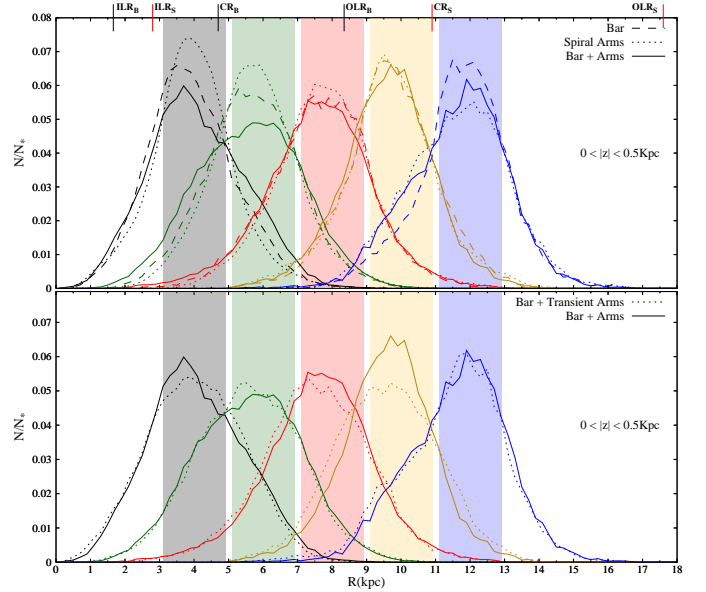 ILR_B ILR_S CR_B OLR_B CR_S OLR_S
0.08
0.07
0.06
0.05
0.04
0.03
0.02
0.01
0
N/N_*
Bar
Spiral Arms
Bar + Arms
0 < |z| < 0.5Kpc
0.07
0.06
0.05
0.04
0.03
0.02
0.01
0
N/N_*
Bar + Transient Arms
Bar + Arms
0 < |z| < 0.5Kpc
0 1 2 3 4 5 6 7 8 9 10 11 12 13 14 15 16 17 18
R(kpc)